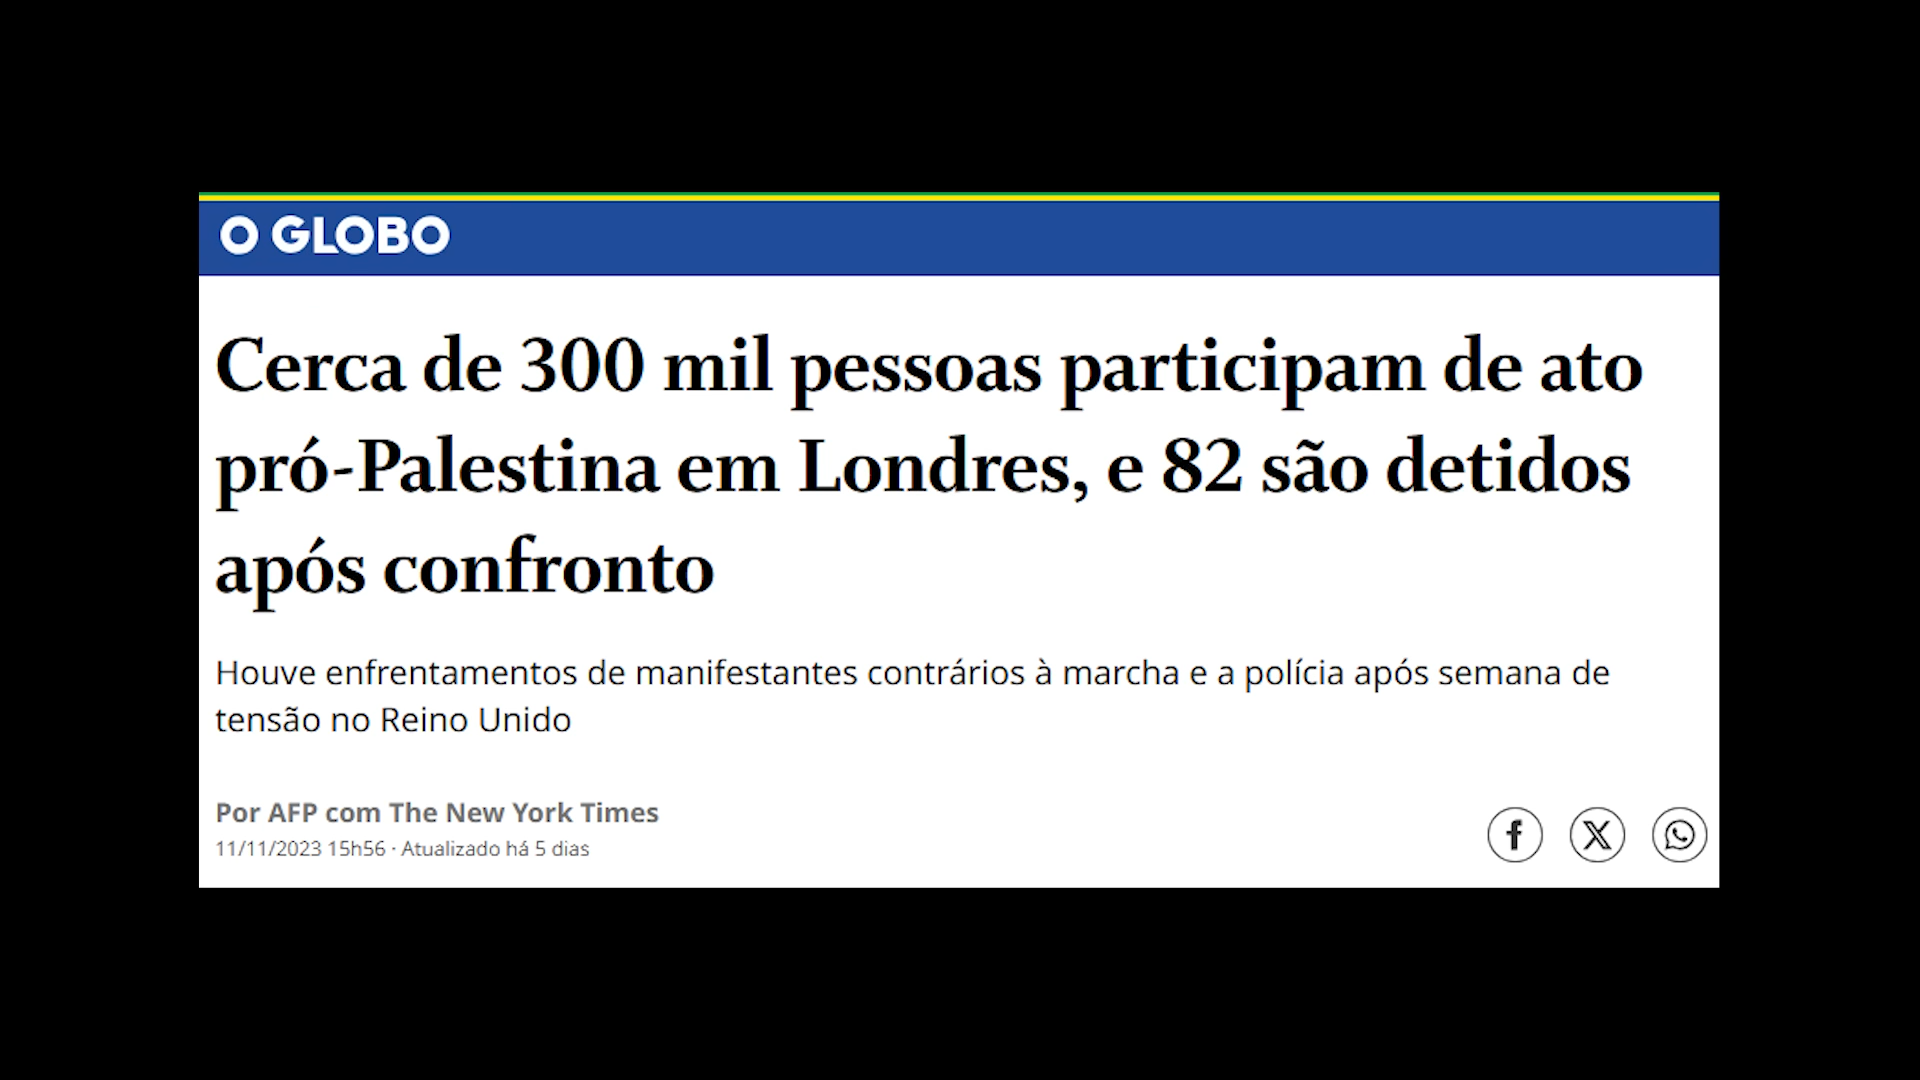 O GLOBO
Cerca de 300 mil pessoas participam de ato
pró-Palestina em Londres, e 82 são detidos
após confronto
Houve enfrentamentos de manifestantes contrários à marcha e a polícia após semana de
tensão no Reino Unido
Por AFP com The New York Times
11/11/2023 15h56 · Atualizado há 5 dias